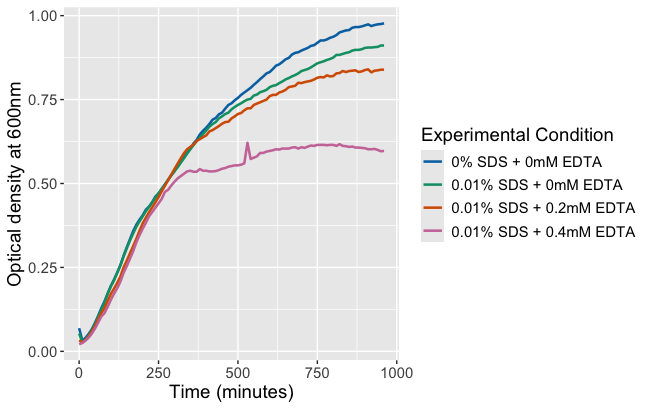 1.00
0.75
0.50
0.25
0.00
Optical density at 600nm
0 250 500 750 1000
Time (minutes)
Experimental Condition
0% SDS + 0mM EDTA
0.01% SDS + 0mM EDTA
0.01% SDS + 0.2mM EDTA
0.01% SDS + 0.4mM EDTA